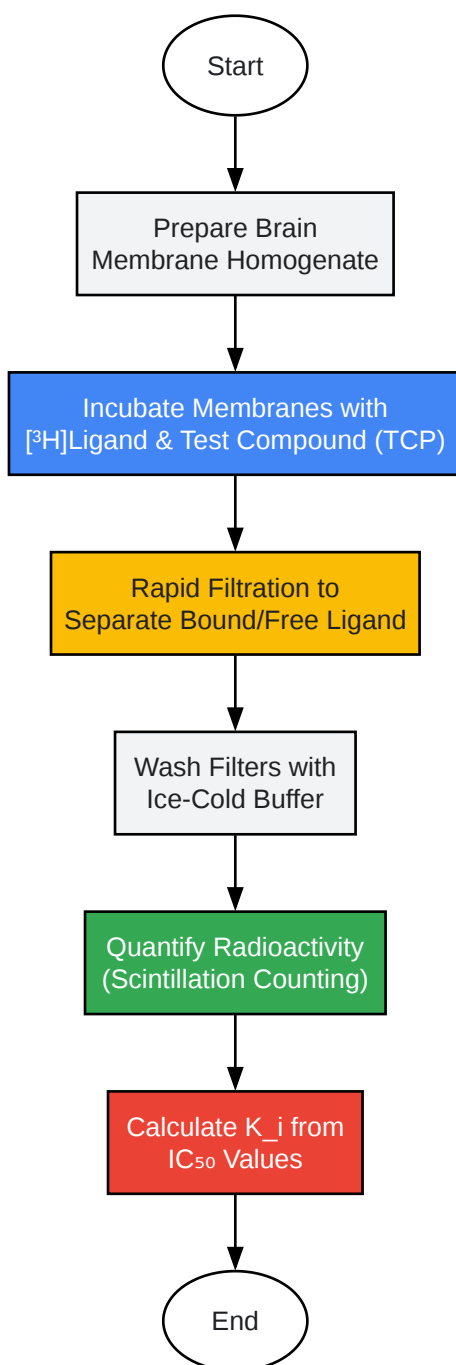 Start
Prepare Brain
Membrane Homogenate
Incubate Membranes with
[³H]Ligand & Test Compound (TCP)
Rapid Filtration to
Separate Bound/Free Ligand
Wash Filters with
Ice-Cold Buffer
Quantify Radioactivity
(Scintillation Counting)
Calculate K_i from
IC₅₀ Values
End